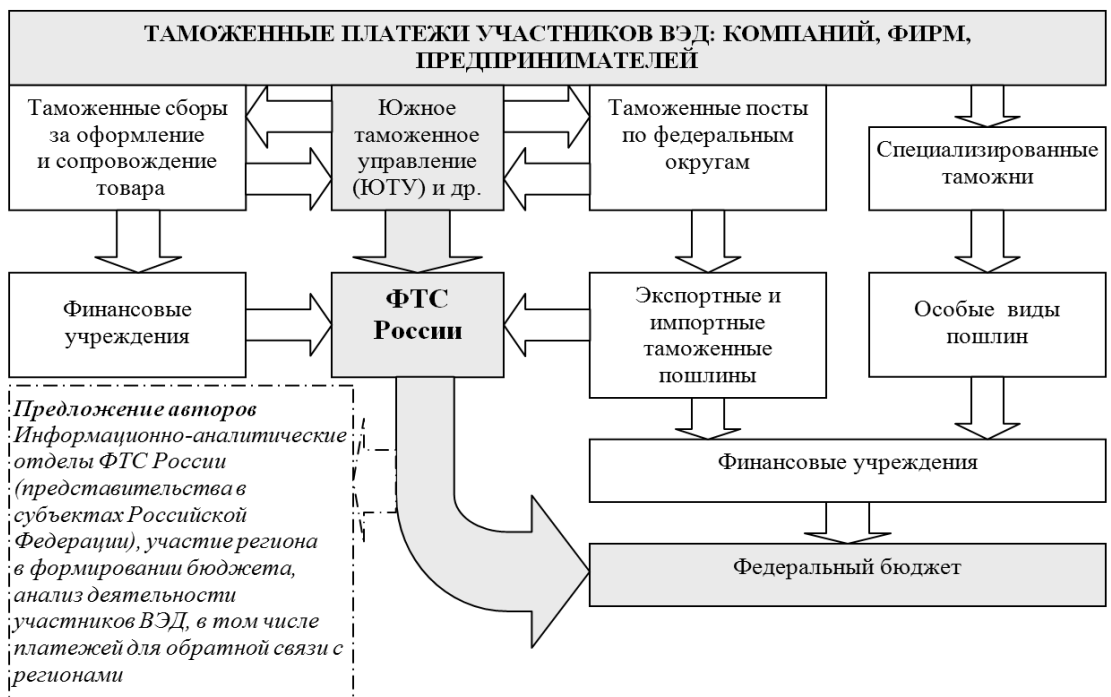 ТАМОЖЕННЫЕ ПЛАТЕЖИ УЧАСТНИКОВ ВЭД: КОМПАНИЙ, ФИРМ,
ПРЕДПРИНИМАТЕЛЕЙ
Таможенные сборы
за оформление
и сопровождение
товара
Южное
таможенное
управление
(ЮТУ) и др.
Таможенные посты
по федеральным
округам
Специализированные
таможни
Финансовые
учреждения
ФТС
России
Экспортные и
импортные
таможенные
пошлины
Особые виды
пошлин
Предложение авторов
Информационно-аналитические
отделы ФТС России
(представительства в
субъектах Российской
Федерации), участие региона
в формировании бюджета,
анализ деятельности
участников ВЭД, в том числе
платежей для обратной связи с
регионами
Финансовые учреждения
Федеральный бюджет